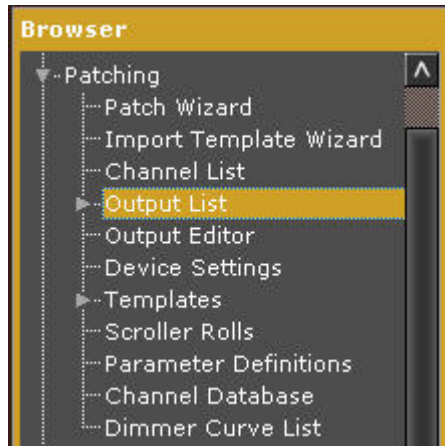 Browser
Patching
Patch Wizard
Import Template Wizard
Channel List
Output List
Output Editor
Device Settings
Templates
Scroller Rolls
Parameter Definitions
Channel Database
Dimmer Curve List